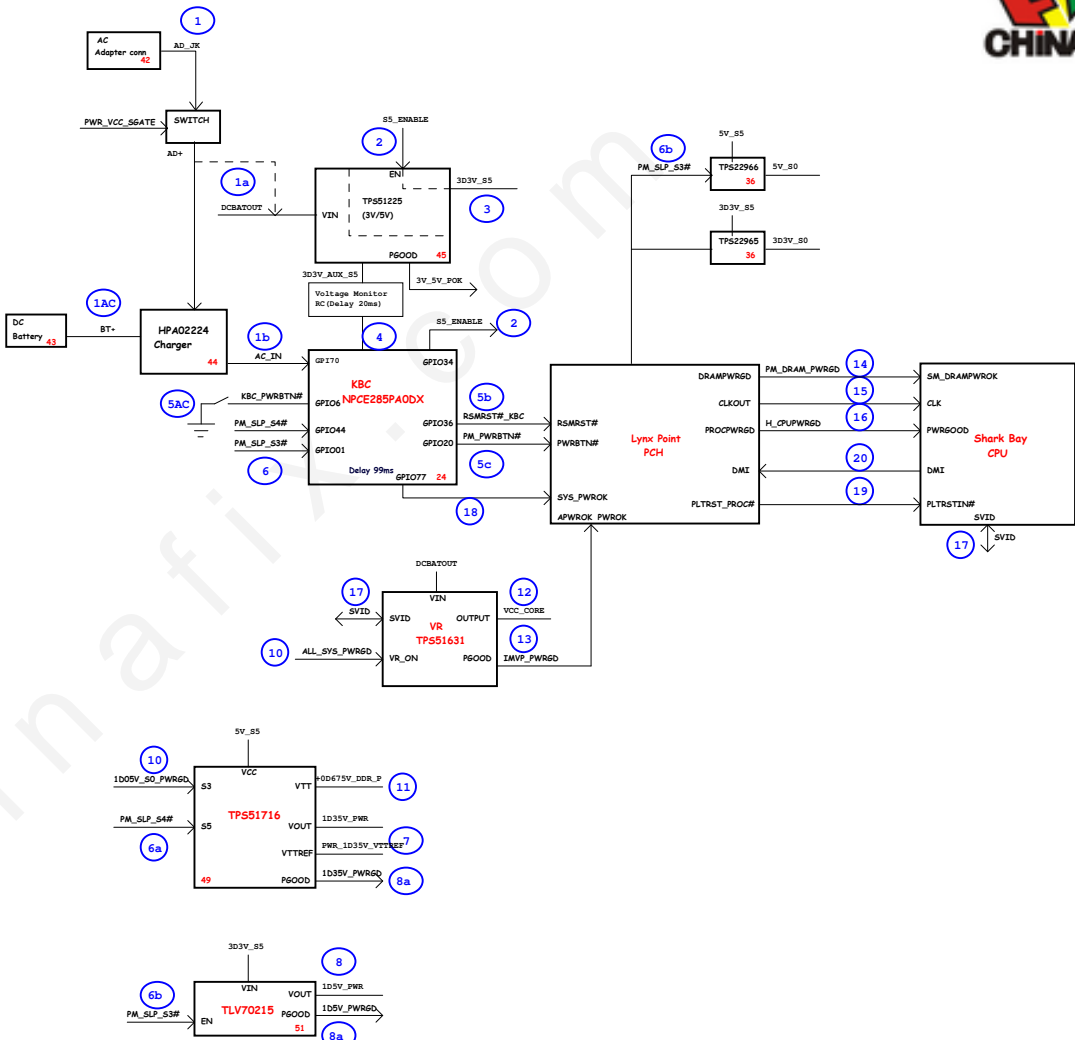 1
AC
Adapter conn
42
AD_JK
CHINA
PWR_VCC_SGATE
SWITCH
AD+
1a
DCBATOUT
S5_ENABLE
2
EN
TPS51225
(3V/5V)
VIN
PGOOD
45
3D3V_S5
3
3D3V_AUX_S5
3V_5V_POK
Voltage Monitor
RC(Delay 20ms)
4
6b
PM_SLP_S3#
5V_S5
TPS22966
36
5V_S0
3D3V_S5
TPS22965
36
3D3V_S0
DC
Battery
43
1AC
BT+
HPA02224
Charger
44
1b
AC_IN
S5_ENABLE
2
GPI70
GPIO34
KBC
NPCE285PA0DX
5AC
KBC_PWRBTN#
GPIO6
PM_SLP_S4#
GPIO44
PM_SLP_S3#
GPIO01
6
GPIO36
5b
RSMRST#_KBC
GPIO20
PM_PWRBTN#
5c
Delay 99ms
GPIO77
24
18
RSMRST#
PWRBTN#
SYS_PWROK
APWROK PWROK
Lynx Point
PCH
DRAMPWRGD
CLKOUT
PROCPWRGD
DMI
PLTRST_PROC#
PM_DRAM_PWRGD
14
15
H_CPUPWRGD
16
20
19
SM_DRAMPWROK
CLK
PWRGOOD
DMI
PLTRSTIN#
Shark Bay
CPU
SVID
17
SVID
DCBATOUT
VIN
17
SVID
SVID
VR
TPS51631
OUTPUT
12
VCC_CORE
13
10
ALL_SYS_PWRGD
VR_ON
PGOOD
IMVP_PWRGD
5V_S5
VCC
10
1D05V_S0_PWRGD
S3
VTT
+0D675V_DDR_P
11
TPS51716
PM_SLP_S4#
S5
6a
VOUT
1D35V_PWR
7
VTTREF
PWR_1D35V_VTTREF
49
PGOOD
1D35V_PWRGD
8a
3D3V_S5
VIN
8
6b
PM_SLP_S3#
EN
TLV70215
VOUT
1D5V_PWR
PGOOD
1D5V_PWRGD
51
8a
inafix.com